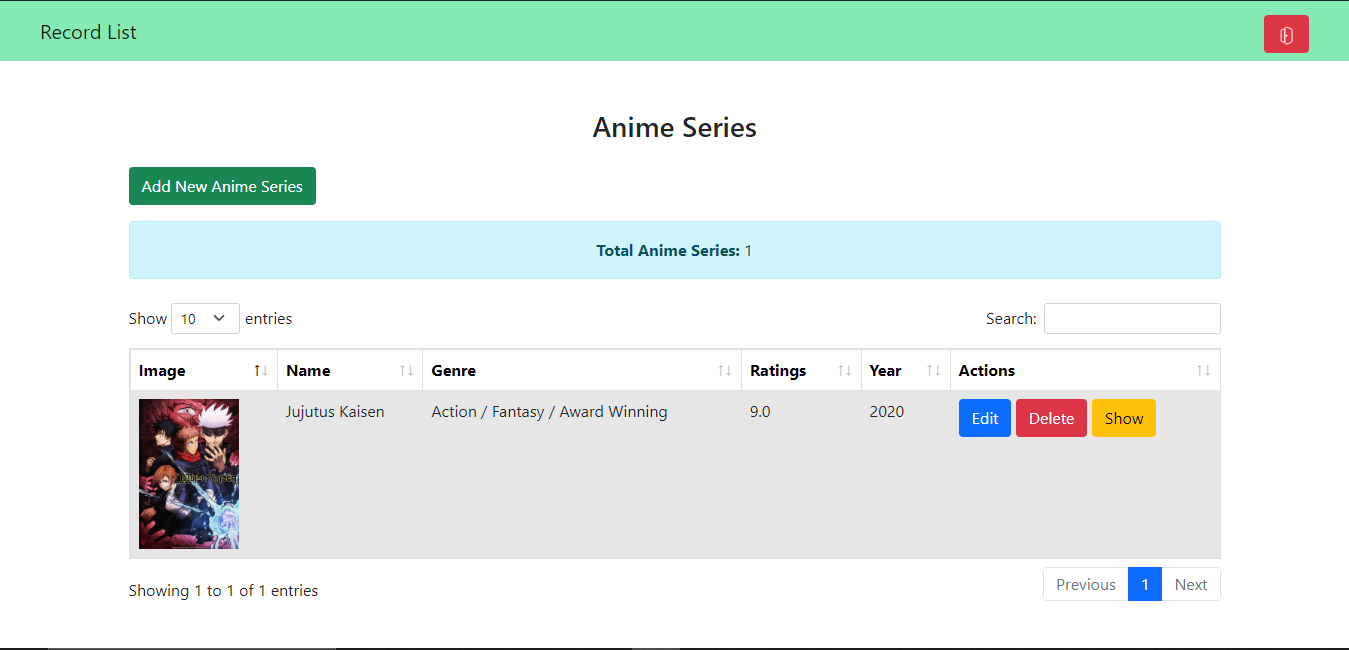 Record List
Anime Series
Add New Anime Series
Total Anime Series: 1
Show 10 entries
Search:
Image Name Genre Ratings Year Actions
Jujutus Kaisen Action / Fantasy / Award Winning 9.0 2020 Edit Delete Show
Showing 1 to 1 of 1 entries
Previous 1 Next